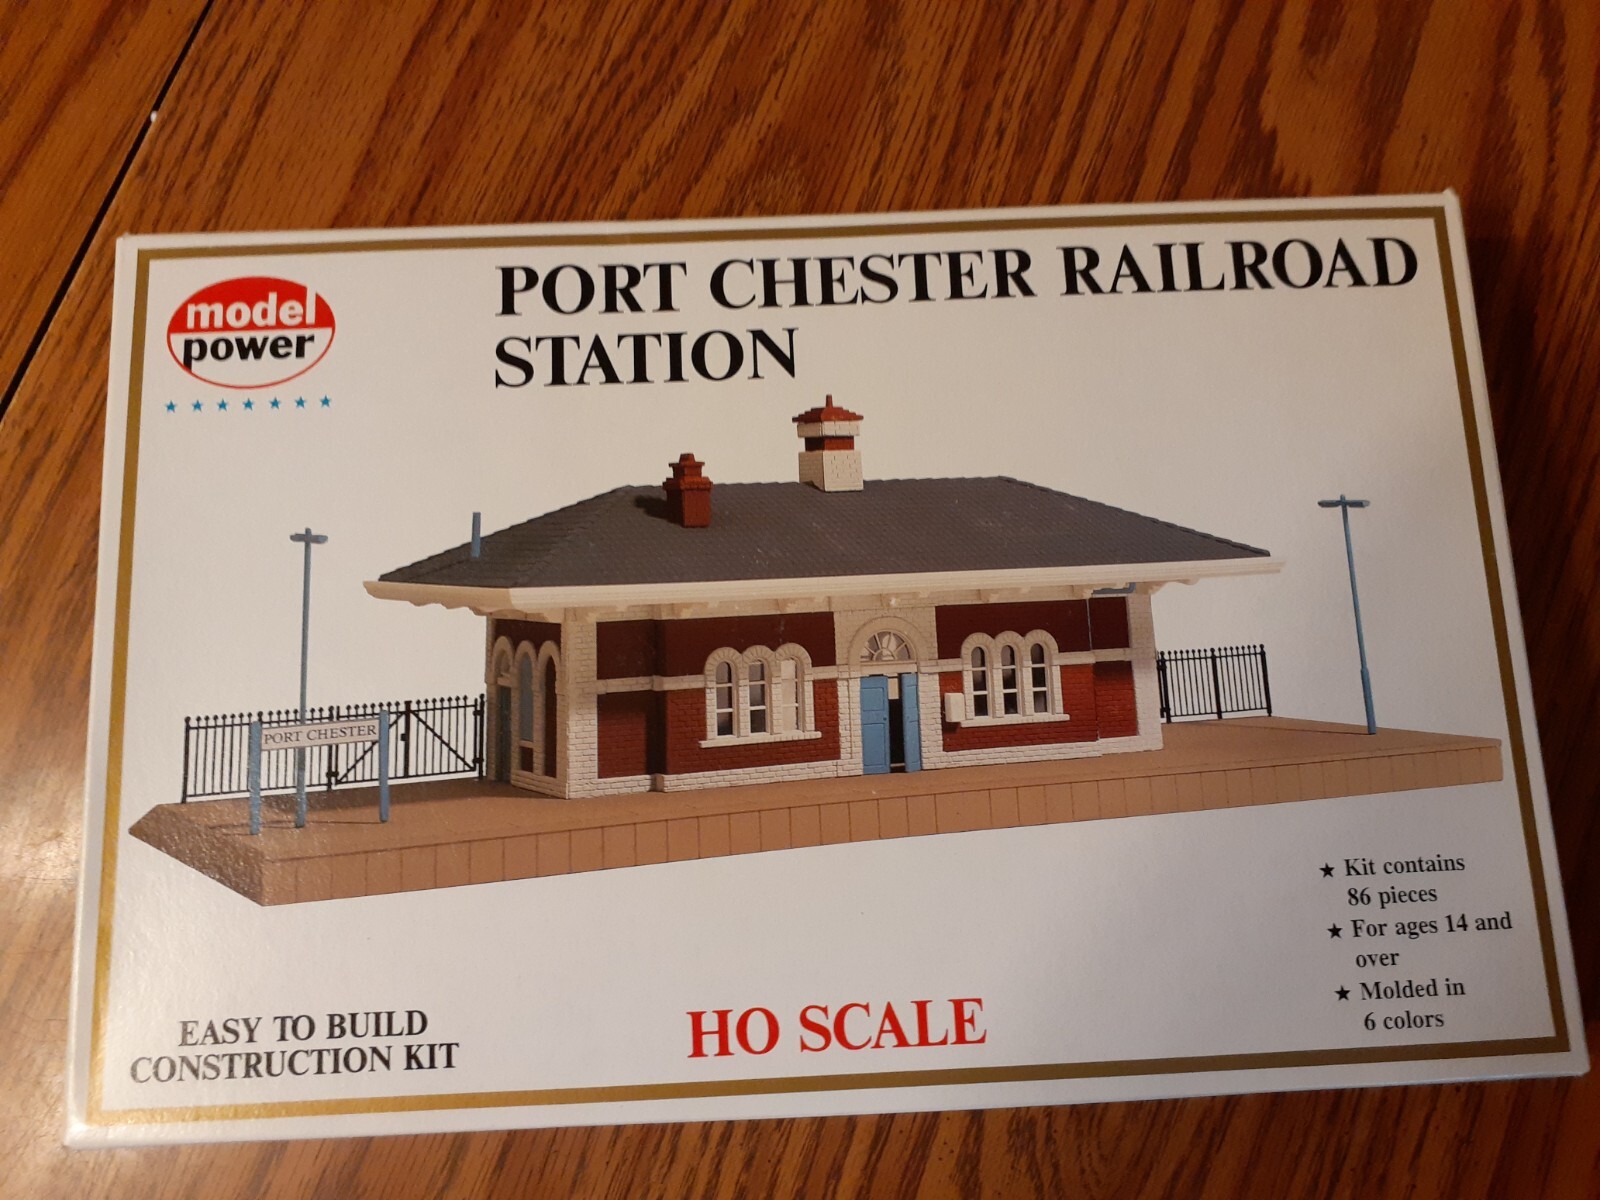 model
power
PORT CHESTER RAILROAD
STATION
PORT CHESTER
★ Kit contains
86 pieces
★ For ages 14 and
over
★ Molded in
6 colors
EASY TO BUILD
CONSTRUCTION KIT
HO SCALE